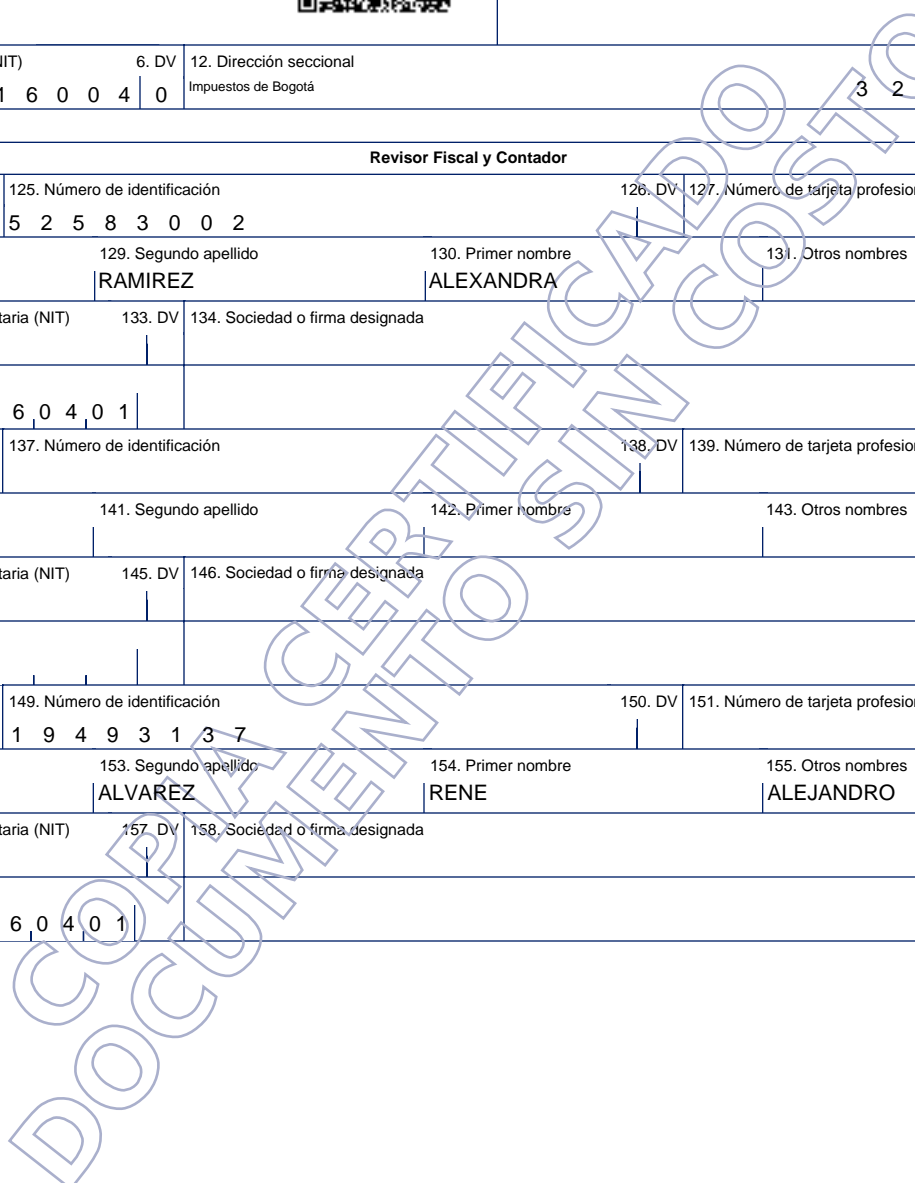 IT) 6. DV 12. Dirección seccional
1 6 0 0 4 0 Impuestos de Bogotá 3 2
Revisor Fiscal y Contador
125. Número de identificación 126. DV 127. Número de tarjeta profesion
5 2 5 8 3 0 0 2
129. Segundo apellido 130. Primer nombre 131. Otros nombres
RAMIREZ ALEXANDRA
taria (NIT) 133. DV 134. Sociedad o firma designada
6 0 4 0 1
137. Número de identificación 138. DV 139. Número de tarjeta profesion
141. Segundo apellido 142. Primer nombre 143. Otros nombres
taria (NIT) 145. DV 146. Sociedad o firma designada
149. Número de identificación 150. DV 151. Número de tarjeta profesion
1 9 4 9 3 1 3 7
153. Segundo apellido 154. Primer nombre 155. Otros nombres
ALVAREZ RENE ALEJANDRO
taria (NIT) 157. DV 158. Sociedad o firma designada
6 0 4 0 1
COPIA CERTIFICADO
DOCUMENTO SIN COSTO